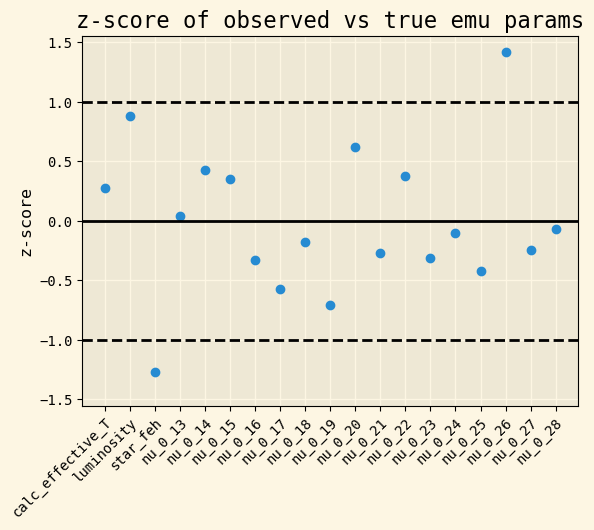 z-score of observed vs true emu params
1.5
1.0
0.5
0.0
−0.5
−1.0
−1.5
z-score
calc_effective_T
luminosity
star_feh
nu_0_13
nu_0_14
nu_0_15
nu_0_16
nu_0_17
nu_0_18
nu_0_19
nu_0_20
nu_0_21
nu_0_22
nu_0_23
nu_0_24
nu_0_25
nu_0_26
nu_0_27
nu_0_28